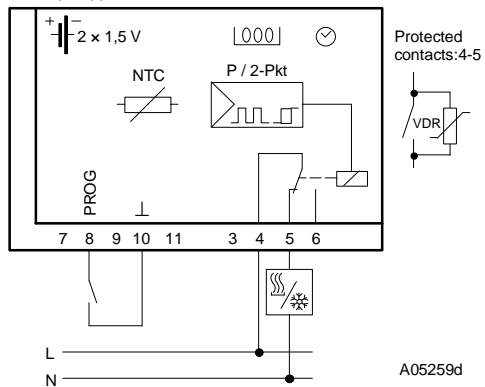 + − 2 × 1,5 V
000
Protected
contacts:4-5
NTC
P / 2-Pkt
VDR
PROG
⊥
7 8 9 10 11 3 4 5 6
L
N
A05259d